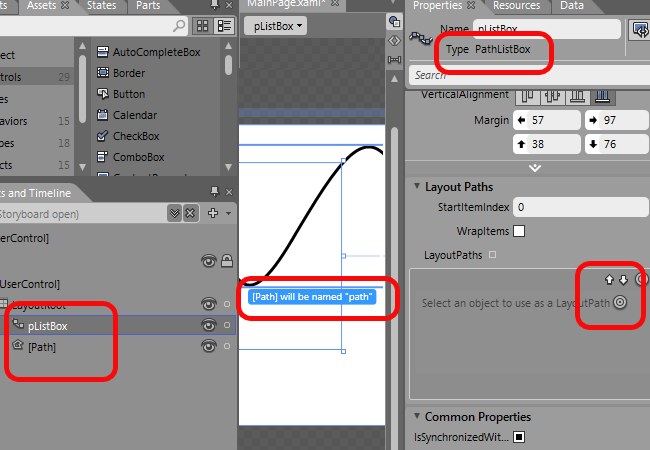 Assets × States Parts
ects
ontrols 29
es
aviors 15
pes 18
ects 15
AutoCompleteBox
Border
Button
Calendar
CheckBox
ComboBox
ts and Timeline ×
Storyboard open)
serControl]
UserControl]
LayoutRoot
pListBox
[Path]
MainPage.xaml* ×
pListBox
[Path] will be named "path"
Properties × Resources Data
Name pListBox
Type PathListBox
Search
VerticalAlignment
Margin 57 97
38 76
Layout Paths
StartItemIndex 0
WrapItems
LayoutPaths
Select an object to use as a LayoutPath
Common Properties
IsSynchronizedWit...